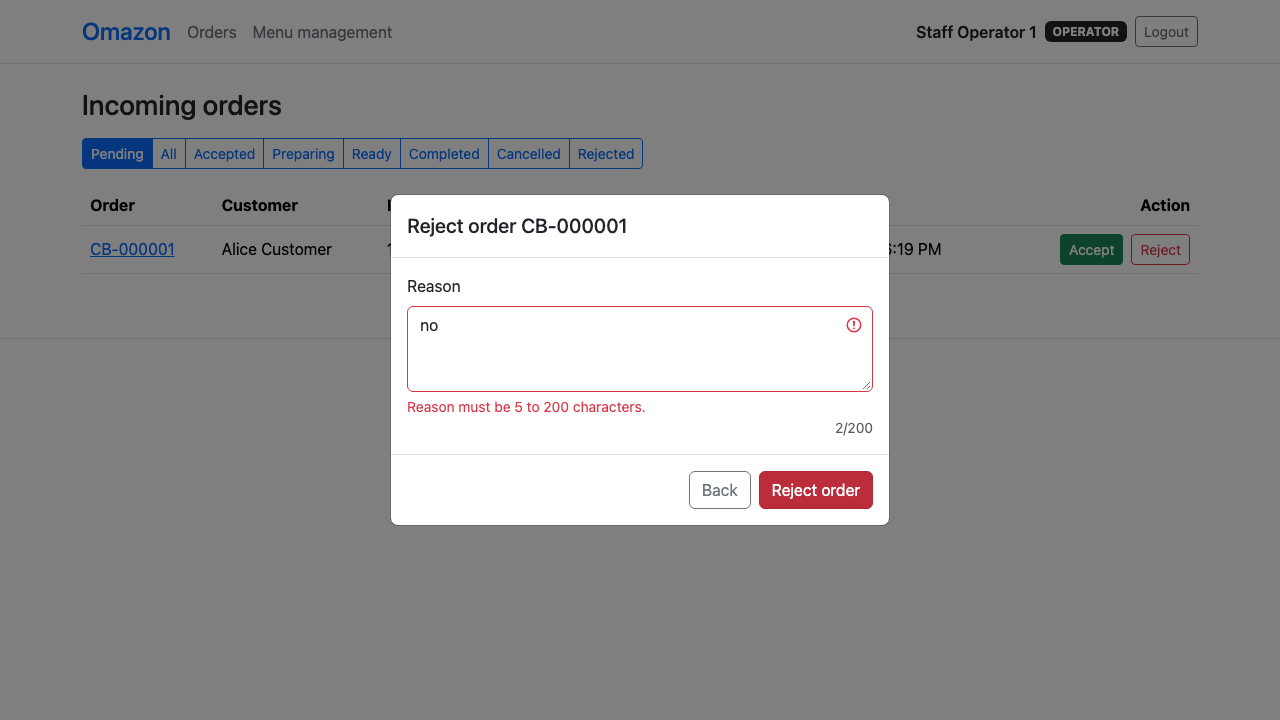 Omazon Orders Menu management Staff Operator 1 OPERATOR Logout
Incoming orders
Pending All Accepted Preparing Ready Completed Cancelled Rejected
Order Customer Action
CB-000001 Alice Customer :19 PM Accept Reject
Reject order CB-000001
Reason
no
Reason must be 5 to 200 characters.
2/200
Back Reject order